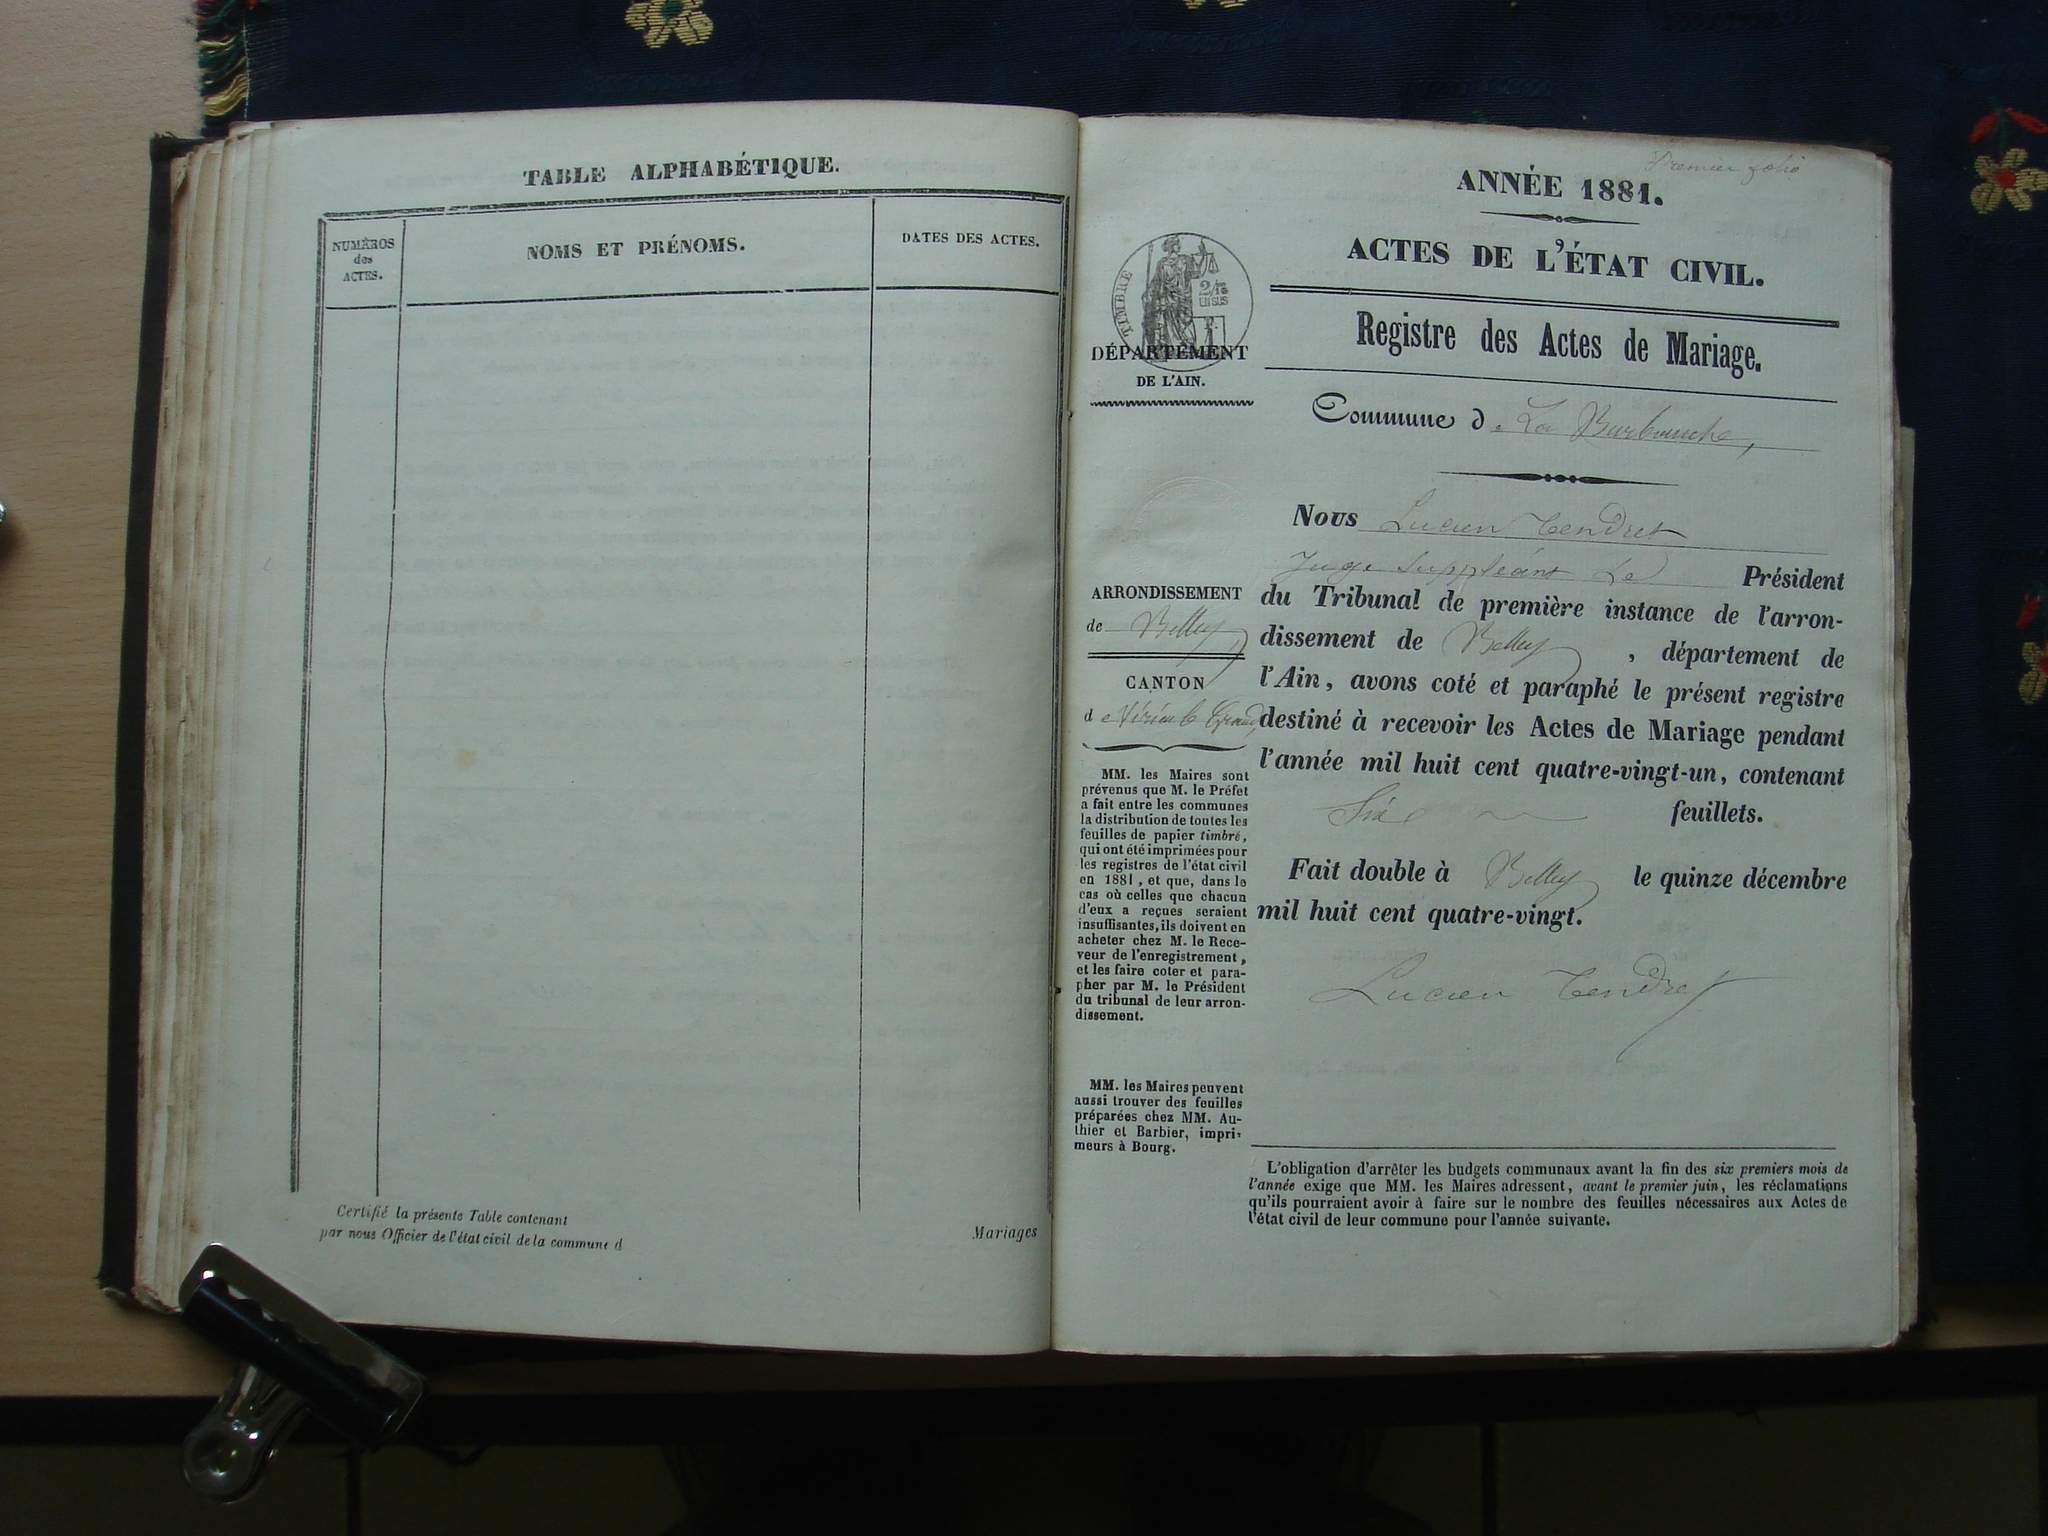 TABLE ALPHABÉTIQUE.
NUMÉROS
des
ACTES.
NOMS ET PRÉNOMS.
DATES DES ACTES.
Certifié la présente Table contenant
par nous Officier de l'état civil de la commune d
Mariages
Premier folio
ANNÉE 1881.
ACTES DE L'ÉTAT CIVIL.
Registre des Actes de Mariage.
TIMBRE
2/10
EN SUS
DÉPARTEMENT
DE L'AIN.
Commune de La Burbanche,
ARRONDISSEMENT
de Belley
CANTON
de Virieu le Grand,
MM. les Maires sont
prévenus que M. le Préfet
a fait entre les communes
la distribution de toutes les
feuilles de papier timbré,
qui ont été imprimées pour
les registres de l'état civil
en 1881, et que, dans le
cas où celles que chacun
d'eux a reçues seraient
insuffisantes, ils doivent en
acheter chez M. le Rece-
veur de l'enregistrement,
et les faire coter et para-
pher par M. le Président
du tribunal de leur arron-
dissement.
MM. les Maires peuvent
aussi trouver des feuilles
préparées chez MM. Au-
thier et Barbier, impri-
meurs à Bourg.
Nous Lucien Tendret
Juge Suppléant Le Président
du Tribunal de première instance de l'arron-
dissement de Belley, département de
l'Ain, avons coté et paraphé le présent registre
destiné à recevoir les Actes de Mariage pendant
l'année mil huit cent quatre-vingt-un, contenant
Six feuillets.
Fait double à Belley le quinze décembre
mil huit cent quatre-vingt.
Lucien Tendret
L'obligation d'arrêter les budgets communaux avant la fin des six premiers mois de
l'année exige que MM. les Maires adressent, avant le premier juin, les réclamations
qu'ils pourraient avoir à faire sur le nombre des feuilles nécessaires aux Actes de
l'état civil de leur commune pour l'année suivante.